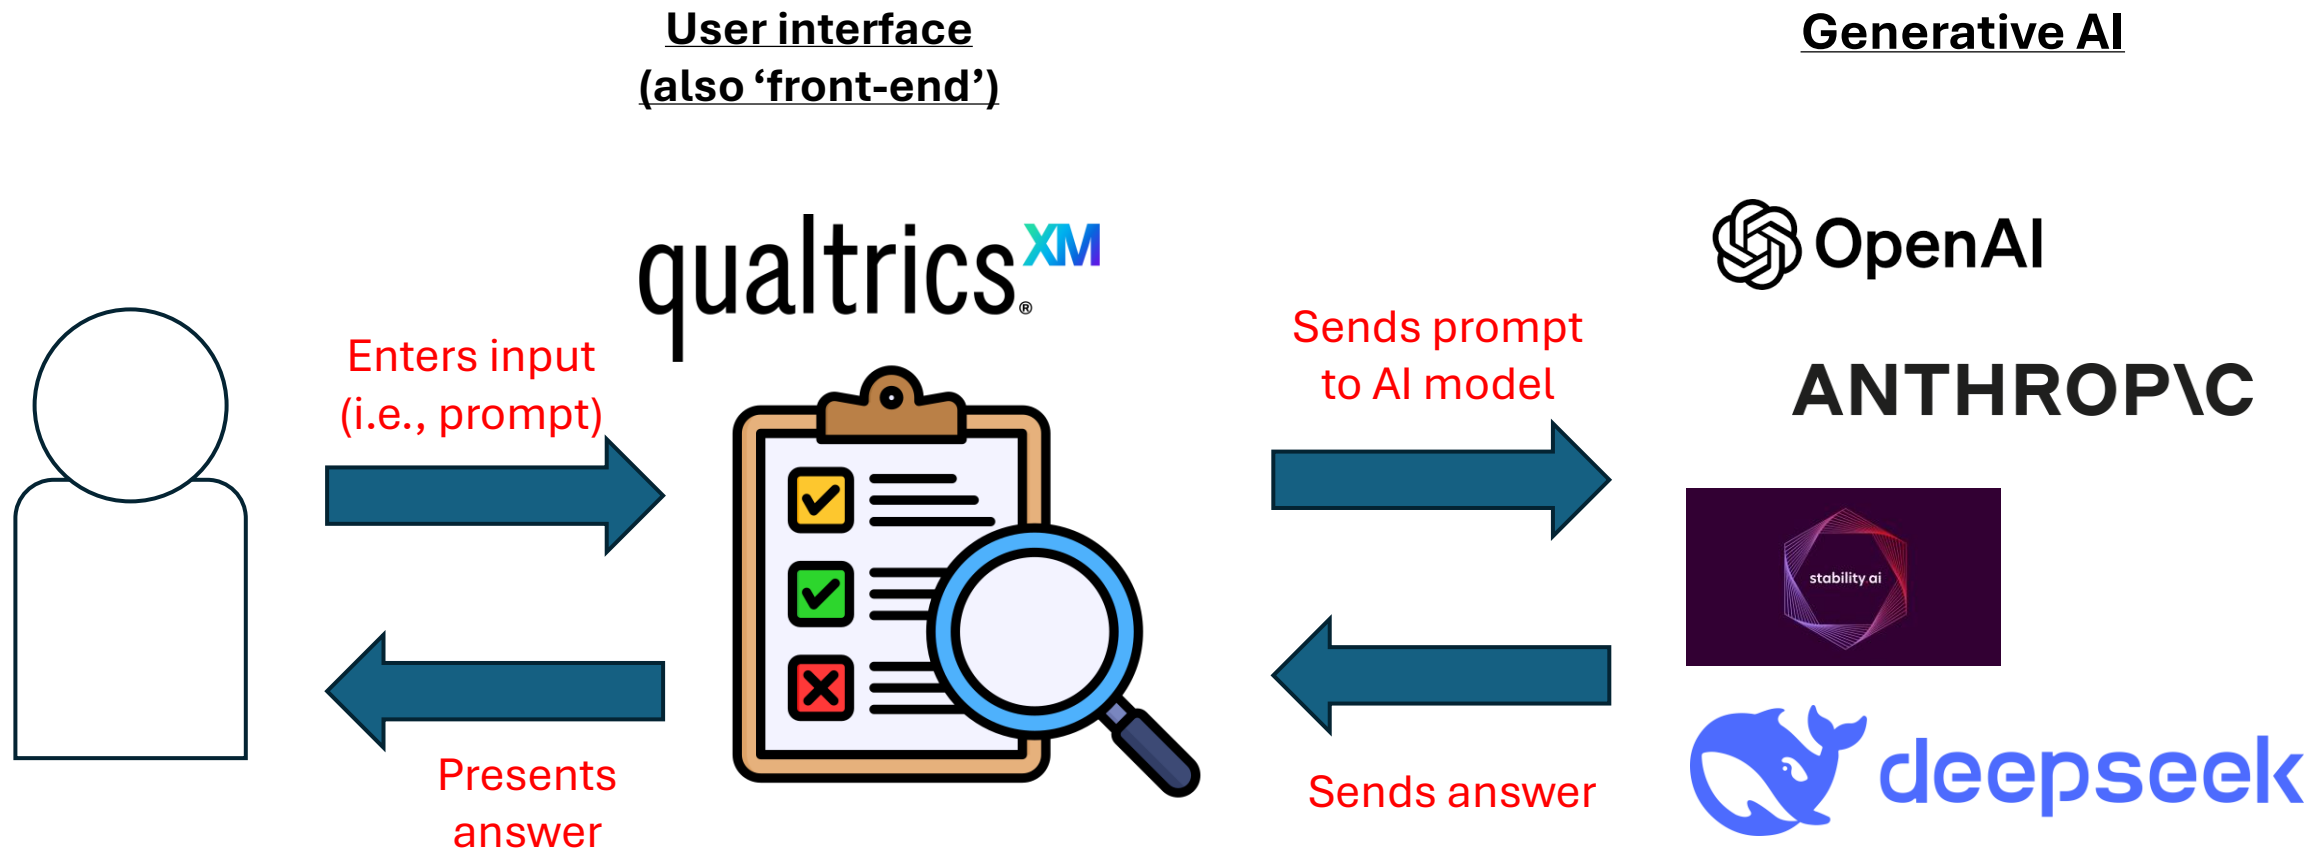 User interface
(also ‘front-end’)
Generative AI
qualtrics XM ®
Enters input
(i.e., prompt)
Sends prompt
to AI model
OpenAI
ANTHROP\C
stability ai
deepseek
Presents
answer
Sends answer